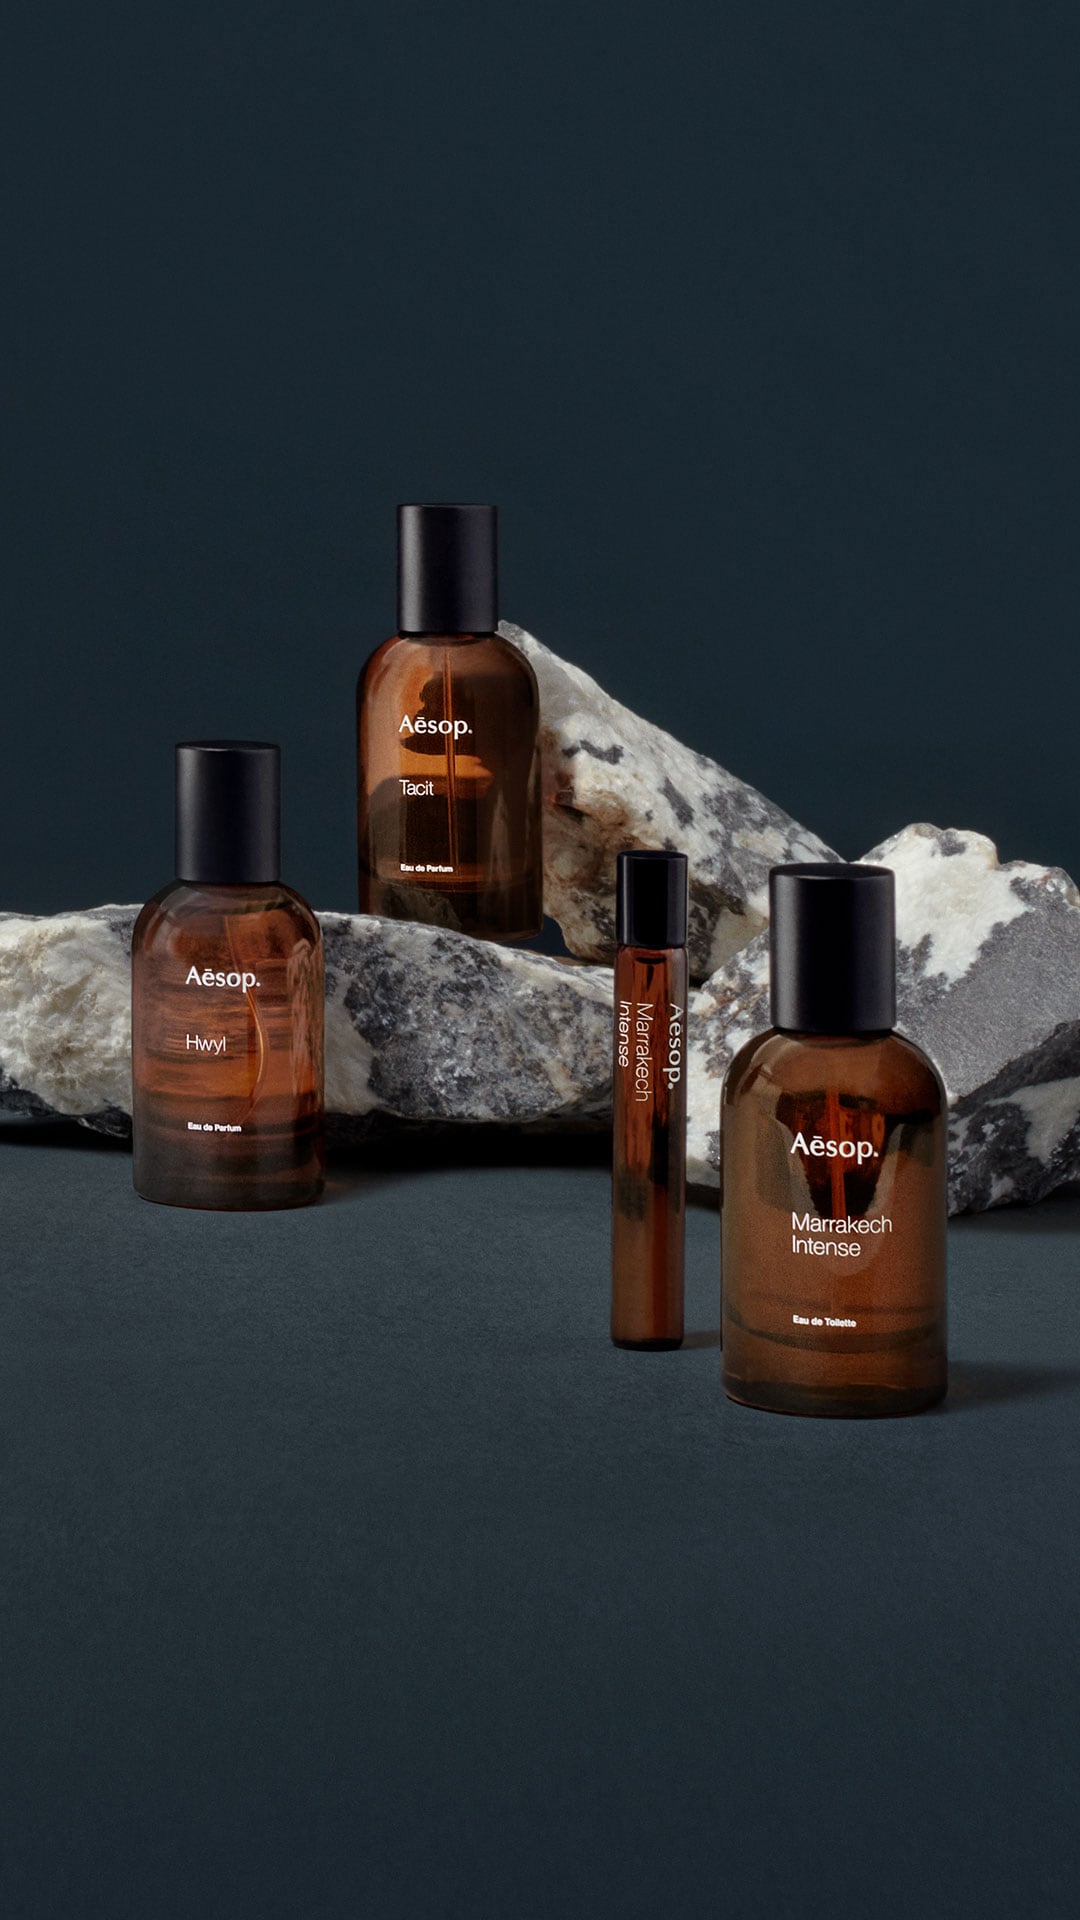 Aēsop.
Tacit
Eau de Parfum
Aēsop.
Hwyl
Eau de Parfum
Aēsop.
Marrakech
Intense
Aēsop.
Marrakech
Intense
Eau de Toilette